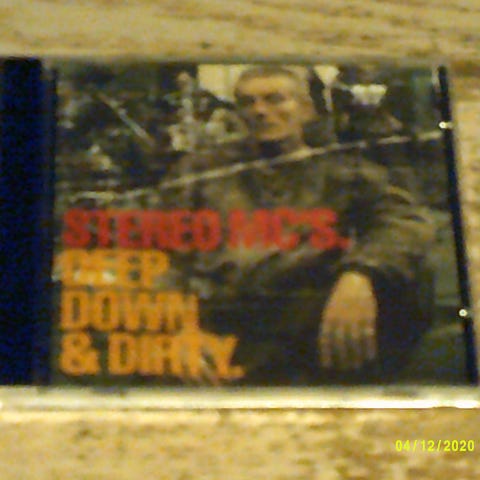 STEREO MC'S.
DEEP
DOWN
& DIRTY.
04/12/2020